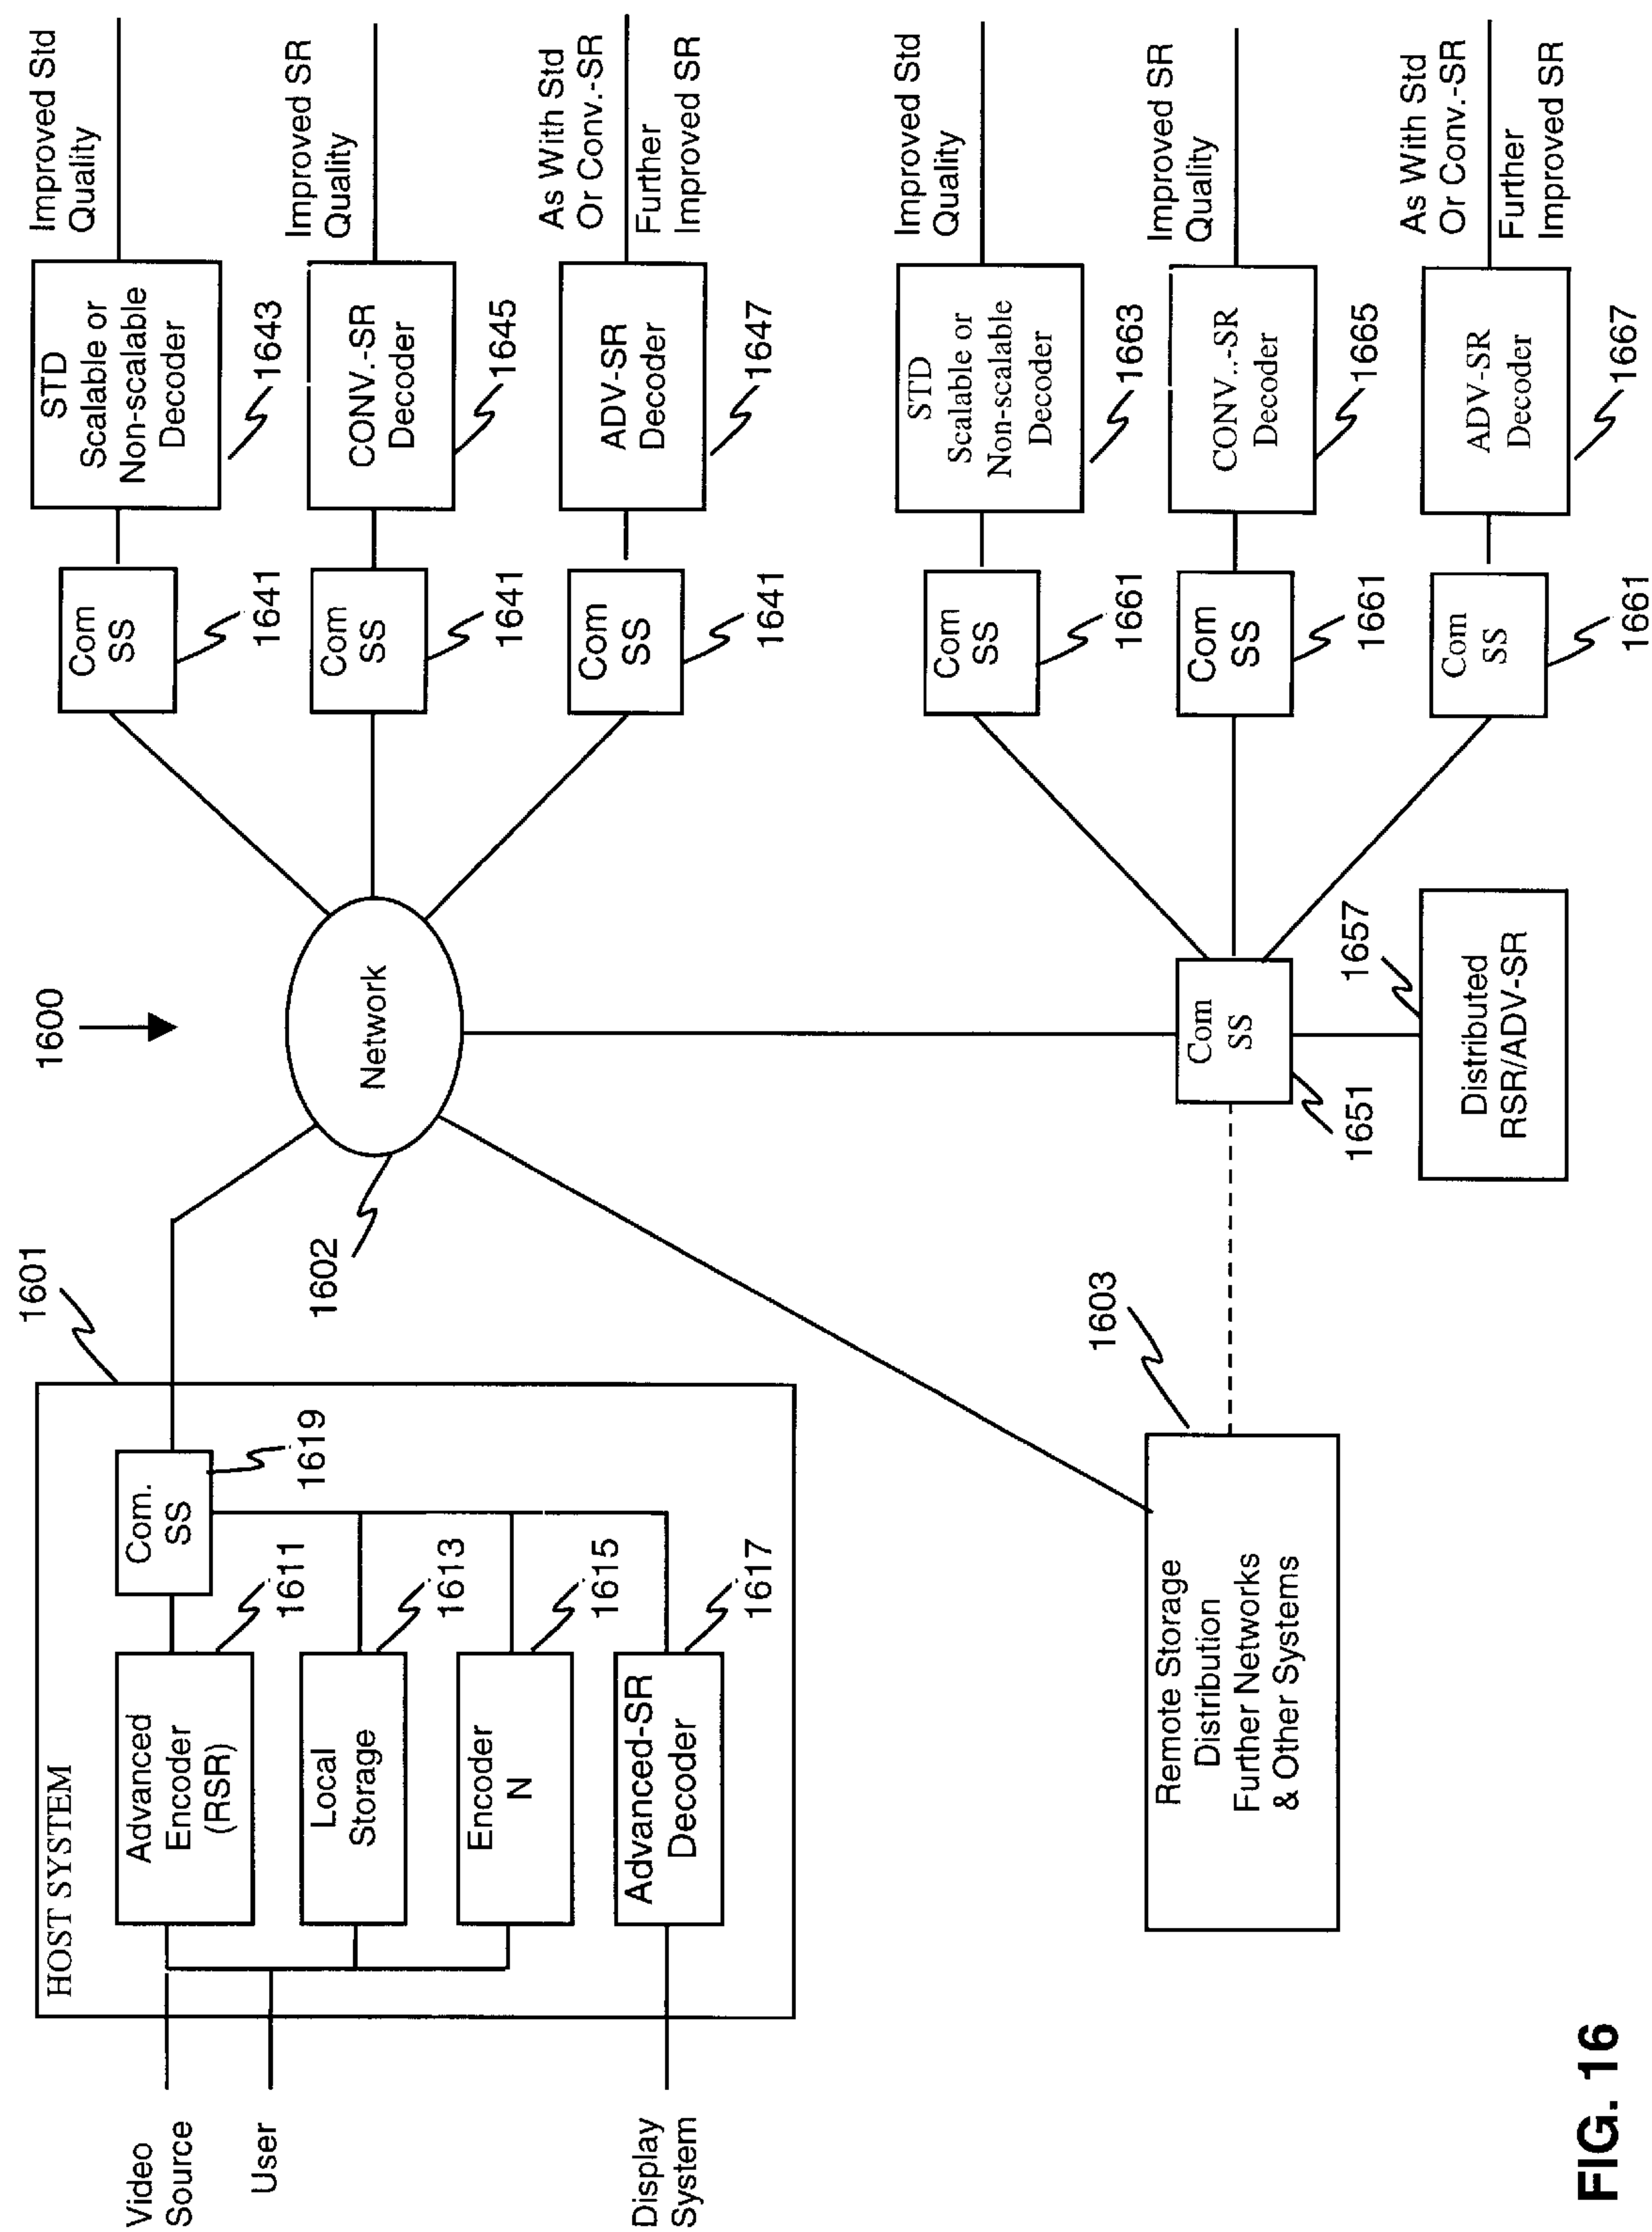 1600
HOST SYSTEM
1601
Video
Source
User
Display
System
Advanced
Encoder
(RSR)
1611
Com.
SS
1619
Local
Storage
1613
Encoder
N
1615
Advanced-SR
Decoder
1617
Network
1602
Com
SS
1641
STD
Scalable or
Non-scalable
Decoder
1643
Improved Std
Quality
Com
SS
1641
CONV.-SR
Decoder
1645
Improved SR
Quality
Com
SS
1641
ADV-SR
Decoder
1647
As With Std
Or Conv.-SR
Further
Improved SR
Remote Storage
Distribution
Further Networks
& Other Systems
1603
Com
SS
1651
Distributed
RSR/ADV-SR
1657
Com
SS
1661
STD
Scalable or
Non-scalable
Decoder
1663
Improved Std
Quality
Com
SS
1661
CONV..-SR
Decoder
1665
Improved SR
Quality
Com
SS
1661
ADV-SR
Decoder
1667
As With Std
Or Conv.-SR
Further
Improved SR
FIG. 16